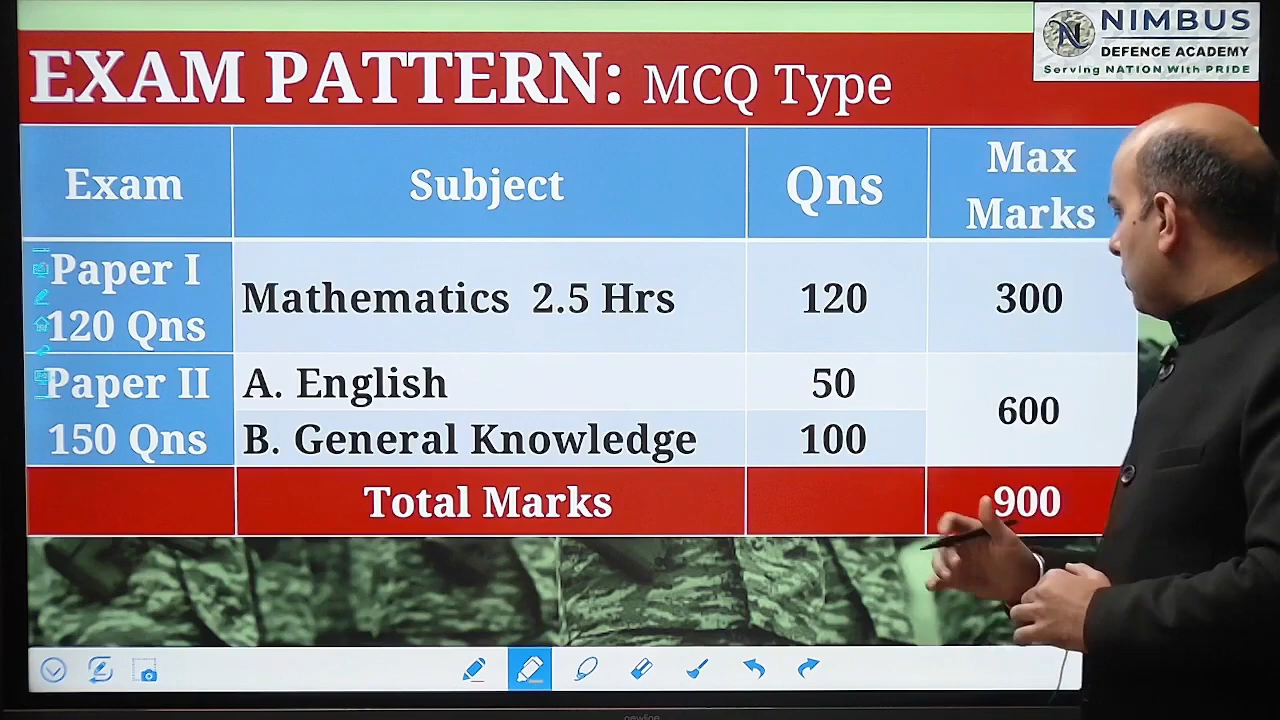 NIMBUS
DEFENCE ACADEMY
Serving NATION With PRIDE
EXAM PATTERN: MCQ Type
Exam
Subject
Qns
Max
Marks
Paper I
120 Qns
Mathematics 2.5 Hrs
120
300
Paper II
150 Qns
A. English
50
B. General Knowledge
100
600
Total Marks
900
newline